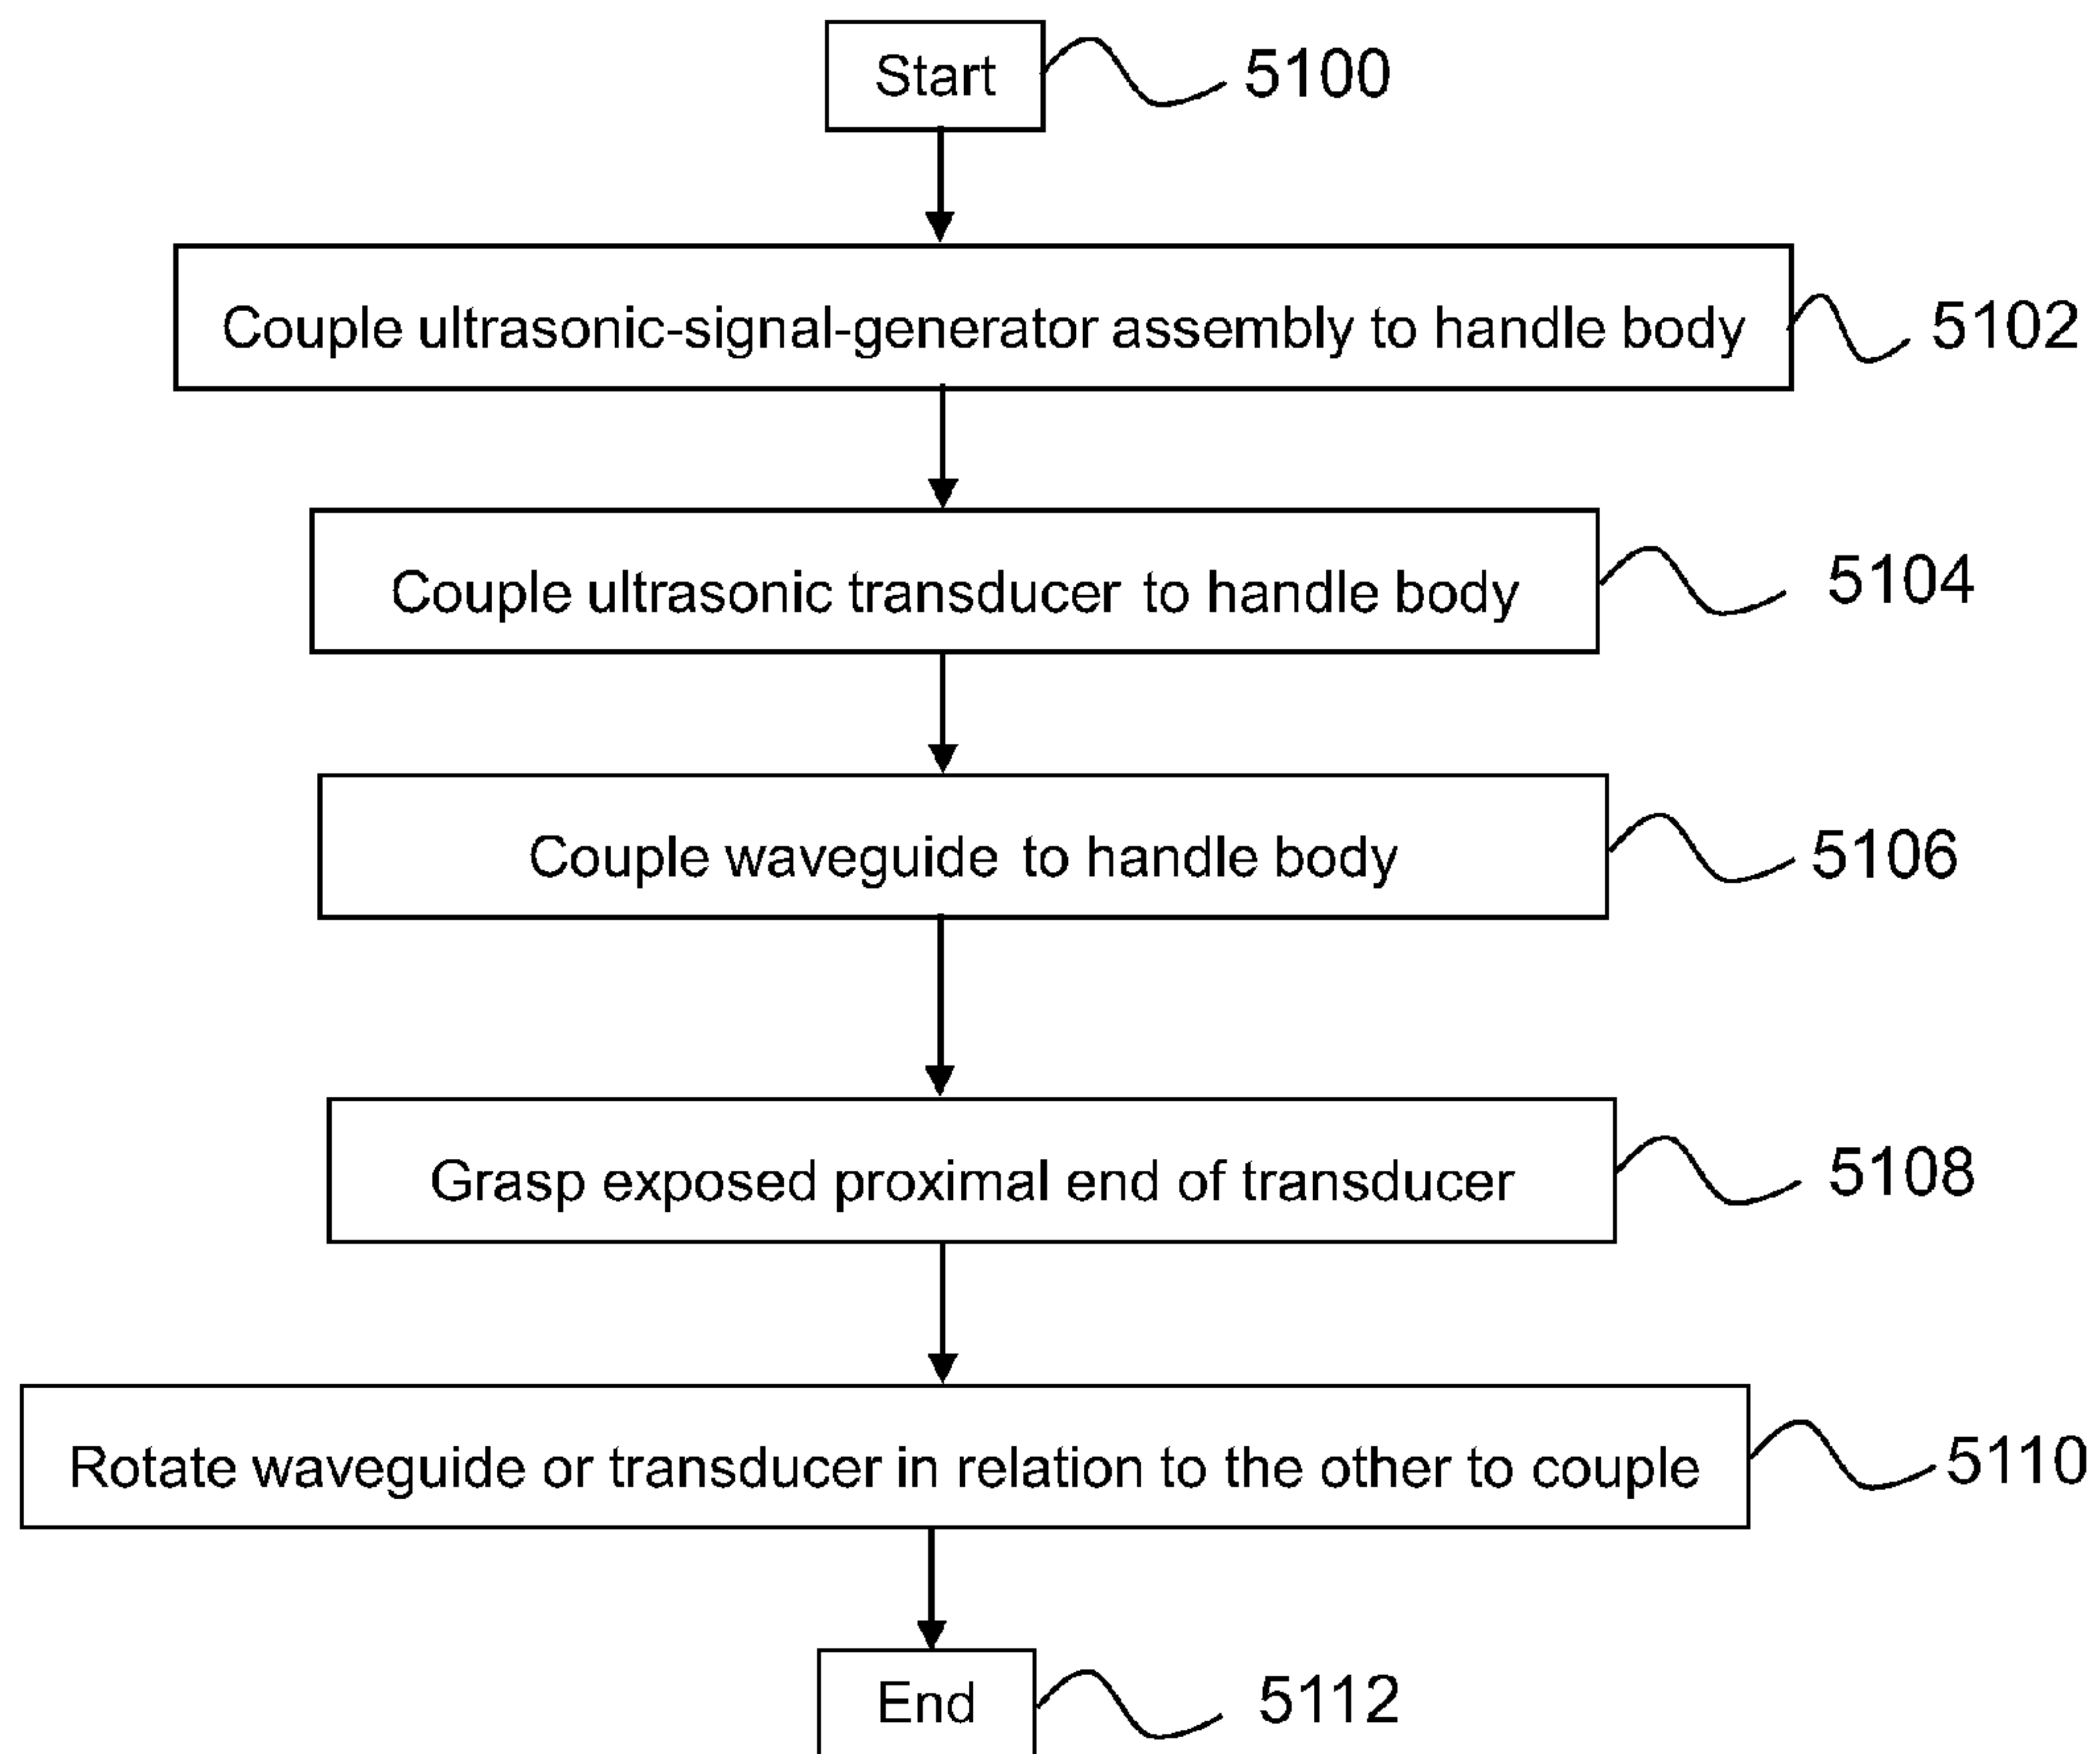 Start 5100
Couple ultrasonic-signal-generator assembly to handle body 5102
Couple ultrasonic transducer to handle body 5104
Couple waveguide to handle body 5106
Grasp exposed proximal end of transducer 5108
Rotate waveguide or transducer in relation to the other to couple 5110
End 5112